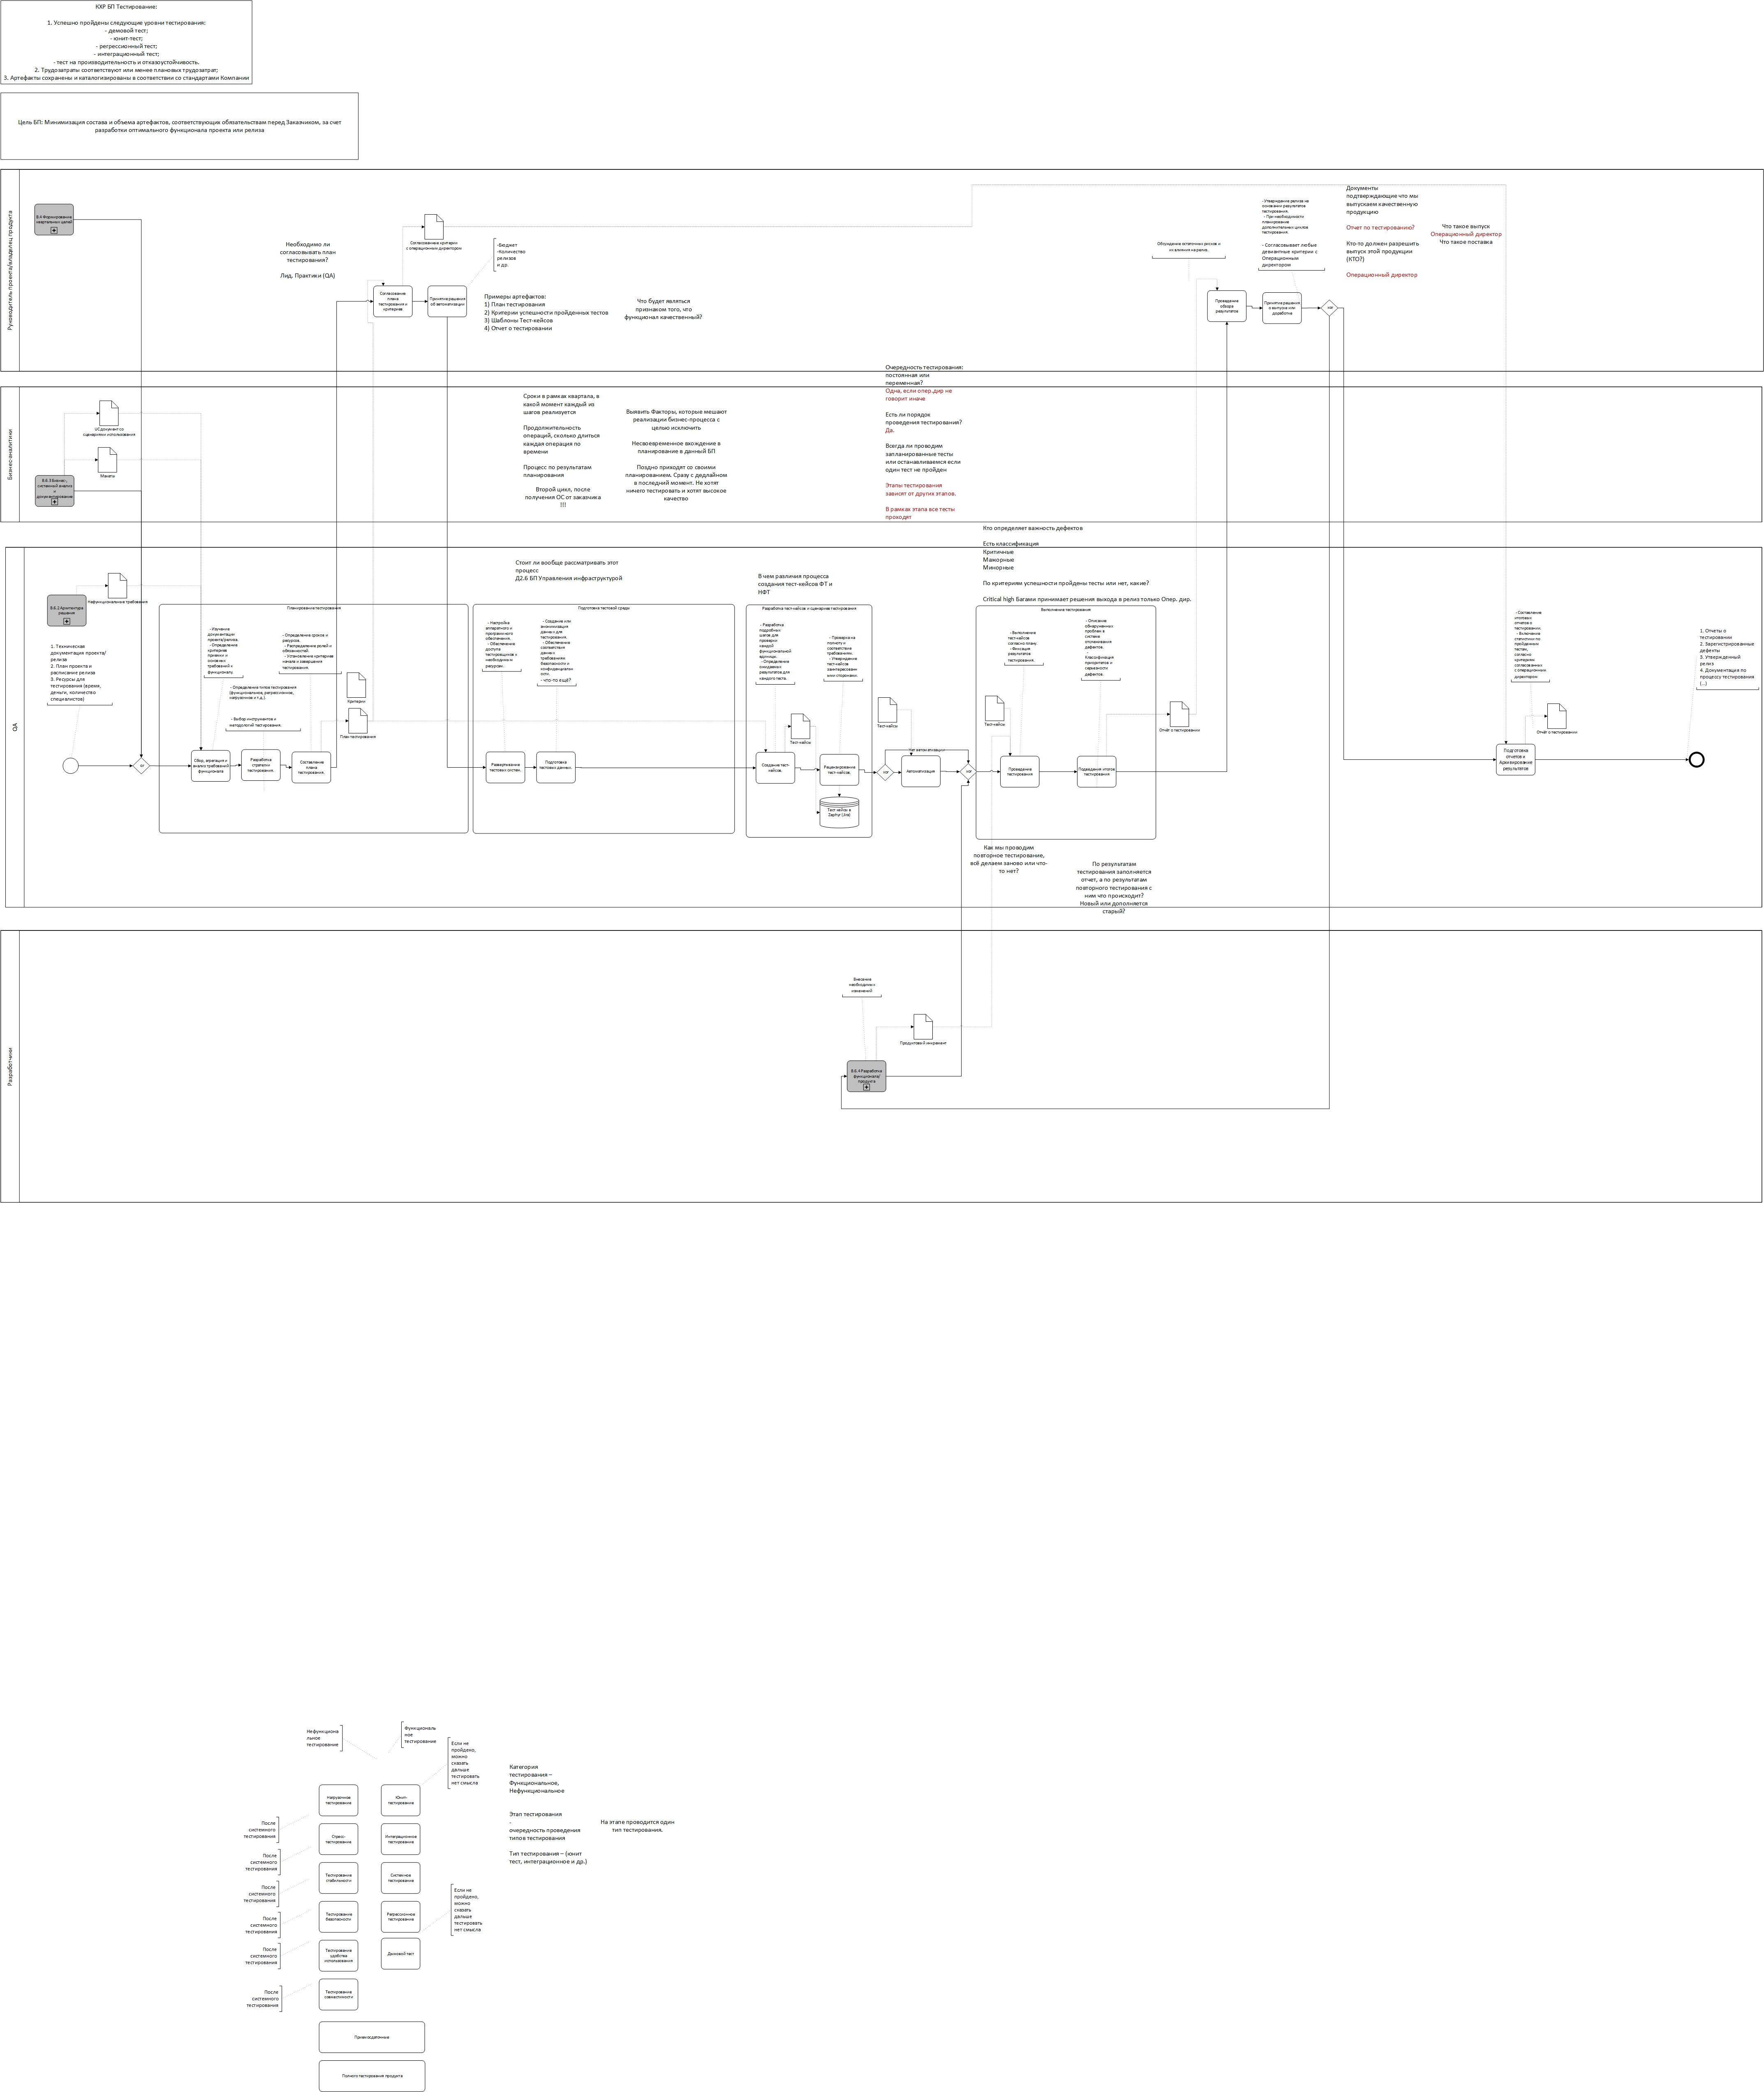 КХР БП Тестирование:
1. Успешно пройдены следующие уровни тестирования:
- демовой тест;
- юнит-тест;
- регрессионный тест;
- интеграционный тест;
- тест на производительность и отказоустойчивость.
2. Трудозатраты соответствуют или менее плановых трудозатрат;
3. Артефакты сохранены и каталогизированы в соответствии со стандартами Компании
Цель БП: Минимизация состава и объема артефактов, соответствующих обязательствам перед Заказчиком, за счет
разработки оптимального функционала проекта или релиза
Руководитель проекта/владелец продукта
Необходимо ли
согласовывать план
тестирования?
Лид. Практики (QA)
Согласованные критерии
с операционным директором
-Бюджет
-Количество
релизов
и др.
Согласование
плана
тестирования и
критериев
Принятие решения
об автоматизации
Примеры артефактов:
1) План тестирования
2) Критерии успешности пройденных тестов
3) Шаблоны Тест-кейсов
4) Отчет о тестировании
Что будет являться
признаком того, что
функционал качественный?
Обсуждение остаточных рисков и
их влияния на релиз.
- Утверждение релиза на
основании результатов
тестирования.
- При необходимости
планирование
дополнительных циклов
тестирования
- Согласовывает любые
девиантные критерии с
Операционным
директором
Проведение
обзора
результатов
Принятие решения
о выпуске или
доработке
Документы
подтверждающие что мы
выпускаем качественную
продукцию
Отчет по тестированию?
Кто-то должен разрешить
выпуск этой продукции
(КТО?)
Операционный директор
Что такое выпуск
Операционный директор
Что такое поставка
Бизнес-аналитики
UC документ со
сценариями использования
Макеты
Сроки в рамках квартала, в
какой момент каждый из
шагов реализуется
Продолжительность
операций, сколько длиться
каждая операция по
времени
Процесс по результатам
планирования
Второй цикл, после
получения ОС от заказчика
!!!
Выявить Факторы, которые мешают
реализации бизнес-процесса с
целью исключить
Несвоевременное вхождение в
планирование в данный БП
Поздно приходят со своими
планированием. Сразу с дедлайном
в последний момент. Не хотят
ничего тестировать и хотят высокое
качество
Очередность тестирования:
постоянная или
переменная?
Одна, если опер.дир не
говорит иначе
Есть ли порядок
проведения тестирования?
Да.
Всегда ли проводим
запланированные тесты
или останавливаемся если
один тест не пройден
Этапы тестирования
зависят от других этапов.
В рамках этапа все тесты
проходят
Кто определяет важность дефектов
Есть классификация
Критичные
Мажорные
Минорные
По критериям успешности пройдены тесты или нет, какие?
Critical high Багами принимает решения выхода в релиз только Опер. дир.
QA
Нефункциональные требования
1. Техническая
документация проекта/
релиза
2. План проекта и
расписание релиза
3. Ресурсы для
тестирования (время,
деньги, количество
специалистов)
Планирование тестирования
- Изучение
документации
проекта/релиза.
- Определение
критериев
приемки и
основных
требований к
функционалу.
- Определение сроков и
ресурсов.
- Распределение ролей и
обязанностей.
- Установление критериев
начала и завершения
тестирования.
- Определение типов тестирования
(функциональное, регрессионное,
нагрузочное и т.д.)
- Выбор инструментов и
методологий тестирования.
Критерии
План тестирования
Сбор, агрегация и
анализ требований
функционала
Разработка
стратегии
тестирования.
Составление
плана
тестирования.
Стоит ли вообще рассматривать этот
процесс
Д2.6 БП Управления инфраструктурой
Подготовка тестовой среды
- Настройка
аппаратного и
программного
обеспечения.
- Обеспечение
доступа
тестировщиков к
необходимым
ресурсам.
- Создание или
анонимизация
данных для
тестирования.
- Обеспечение
соответствия
данных
требованиям
безопасности и
конфиденциальности.
- что-то ещё?
Развертывание
тестовых систем.
Подготовка
тестовых данных.
В чем различия процесса
создания тест-кейсов ФТ и
НФТ
Разработка тест-кейсов и сценариев тестирования
- Разработка
подробных
шагов для
проверки
каждой
функциональной
единицы.
- Определение
ожидаемых
результатов для
каждого теста.
- Проверка на
полноту и
соответствие
требованиям.
- Утверждение
тест-кейсов
заинтересованн
ыми сторонами.
Тест-кейсы
Создание тест-
кейсов.
Рецензирование
тест-кейсов.
Тест кейсы в
Zephyr (Jira)
Тест-кейсы
Нет автоматизации
Автоматизация
Выполнение тестирования
- Выполнение
тест-кейсов
согласно плану.
- Фиксация
результатов
тестирования.
- Описание
обнаруженных
проблем в
системе
отслеживания
дефектов.
-
Классификация
приоритетов и
серьезности
дефектов.
Тест-кейсы
Отчёт о тестировании
Проведение
тестирования
Подведение итогов
тестирования
- Составление
итоговых
отчетов о
тестировании.
- Включение
статистики по
пройденным
тестам,
согласно
критериям
согласованных
с операционным
директором
Отчёт о тестировании
Подготовка
отчетов и
Архивирование
результатов
1. Отчеты о
тестировании
2. Зарегистрированные
дефекты
3. Утвержденный
релиз
4. Документация по
процессу тестирования
(...)
Как мы проводим
повторное тестирование,
всё делаем заново или что-
то нет?
По результатам
тестирования заполняется
отчет, а по результатам
повторного тестирования с
ним что происходит?
Новый или дополняется
старый?
Разработчики
Внесение
необходимых
изменений
Продуктовый инкремент
Нефункциона
льное
тестирование
Функциональ
ное
тестирование
Если не
пройдено,
можно
сказать
дальше
тестировать
нет смысла
Категория
тестирования –
Функциональное,
Нефункциональное
Этап тестирования
-
очередность проведения
типов тестирования
Тип тестирования – (юнит
тест, интеграционное и др.)
На этапе проводится один
тип тестирования.
Нагрузочное
тестирование
Юнит-
тестирование
После
системного
тестирования
Стресс-
тестирование
Интеграционное
тестирование
После
системного
тестирования
Тестирование
стабильности
Системное
тестирование
После
системного
тестирования
Тестирование
безопасности
Регрессионное
тестирование
Если не
пройдено,
можно
сказать
дальше
тестировать
нет смысла
После
системного
тестирования
Тестирование
удобства
использования
Демовой тест
После
системного
тестирования
Тестирование
совместимости
После
системного
тестирования
Приемосдаточное
Полного тестирования продукта